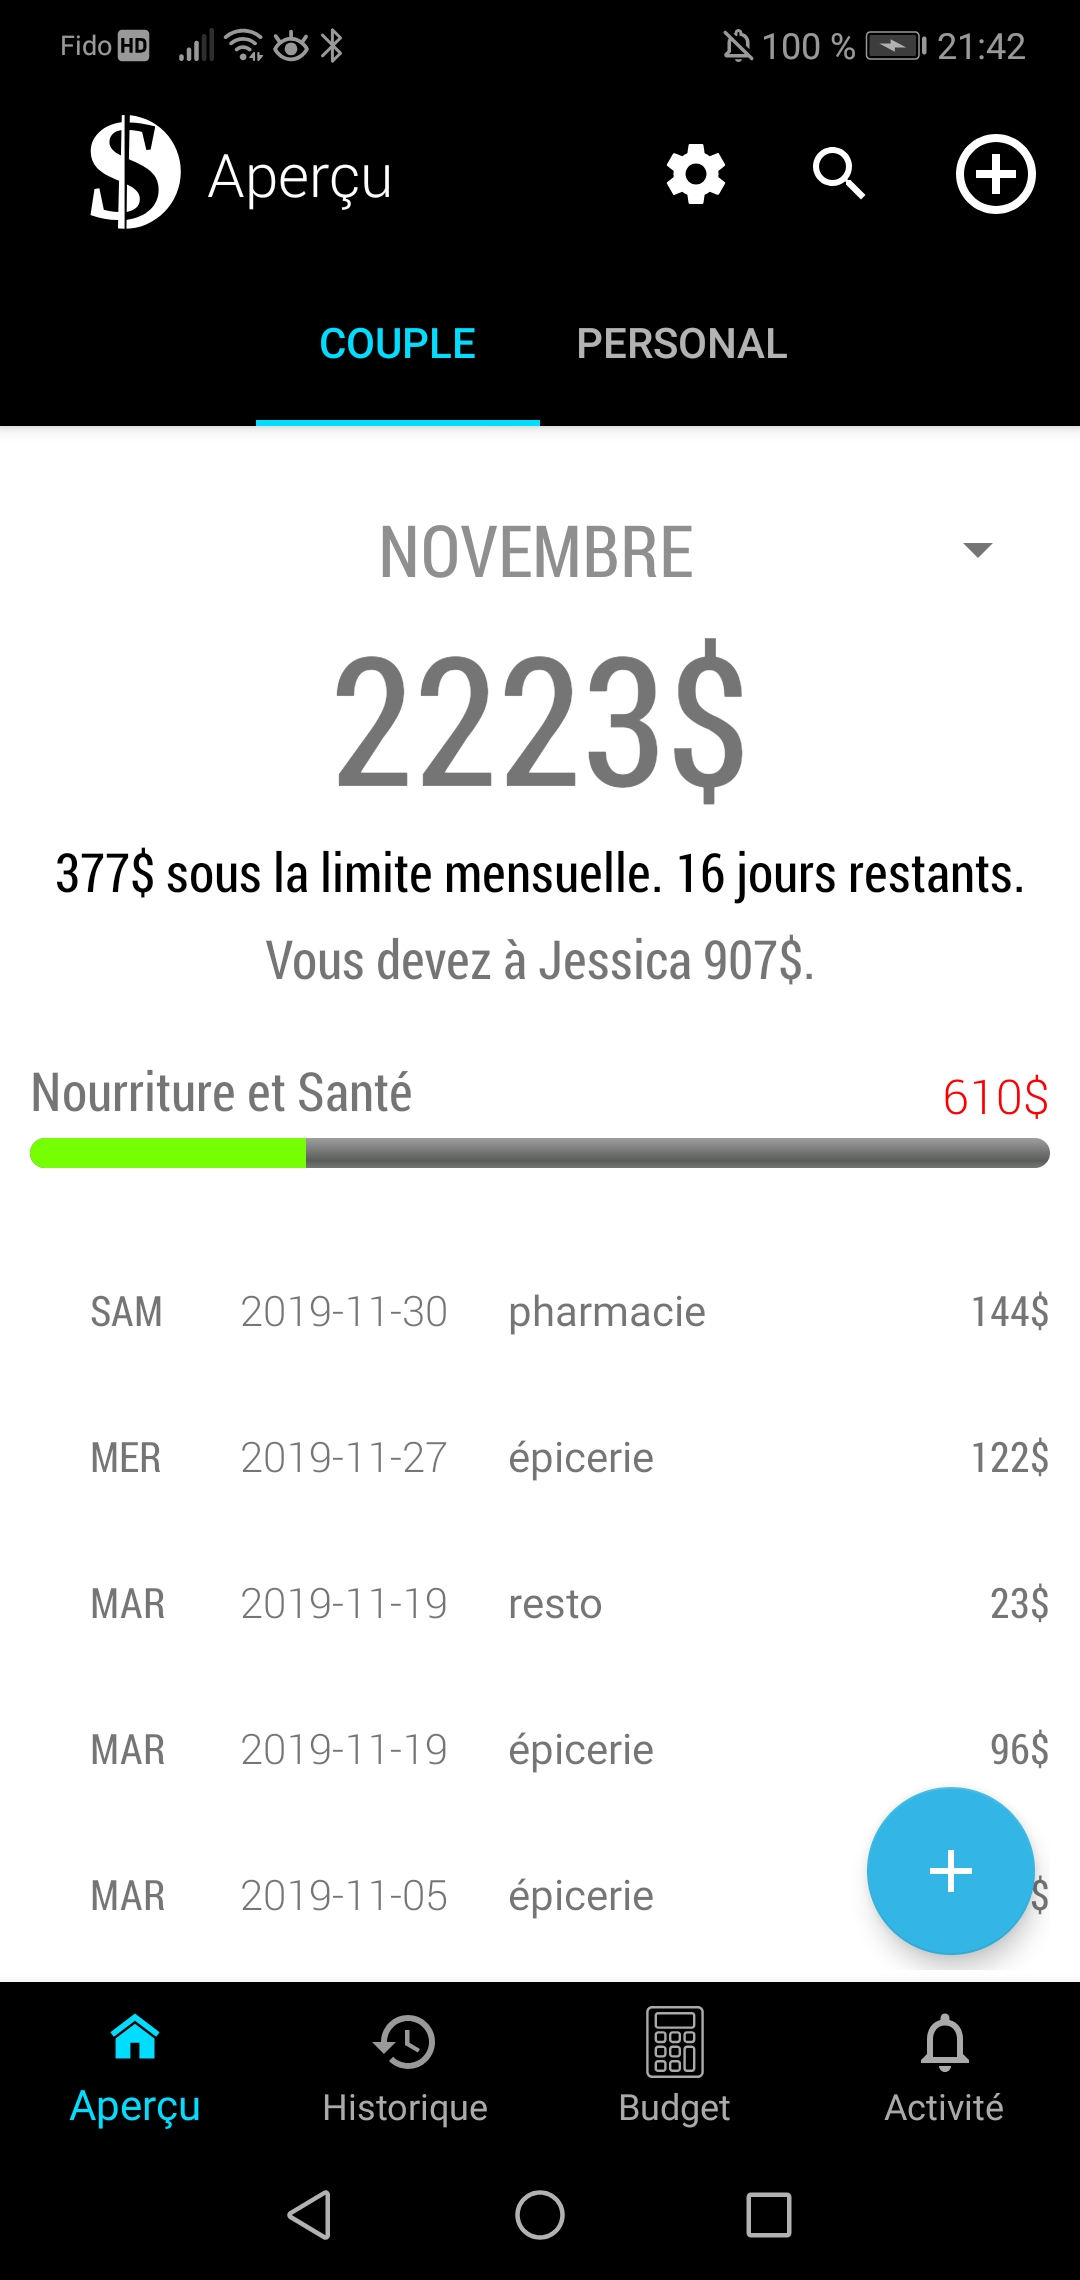 Fido HD 100 % 21:42
Aperçu
COUPLE PERSONAL
NOVEMBRE
2223$
377$ sous la limite mensuelle. 16 jours restants.
Vous devez à Jessica 907$.
Nourriture et Santé 610$
SAM 2019-11-30 pharmacie 144$
MER 2019-11-27 épicerie 122$
MAR 2019-11-19 resto 23$
MAR 2019-11-19 épicerie 96$
MAR 2019-11-05 épicerie $
Aperçu Historique Budget Activité